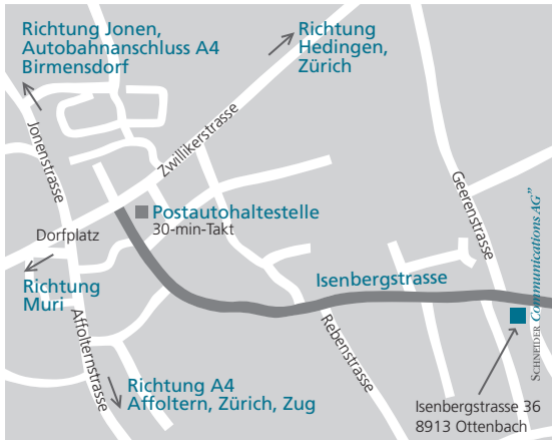 Richtung Jonen,
Autobahnanschluss A4
Birmensdorf
Richtung
Hedingen,
Zürich
Jonenstrasse
Zwillikerstrasse
Geerenstrasse
Postautohaltestelle
30-min-Takt
Dorfplatz
Richtung
Muri
Isenbergstrasse
Affolternstrasse
Rebenstrasse
SCHNEIDER Communications AG”
Richtung A4
Affoltern, Zürich, Zug
Isenbergstrasse 36
8913 Ottenbach